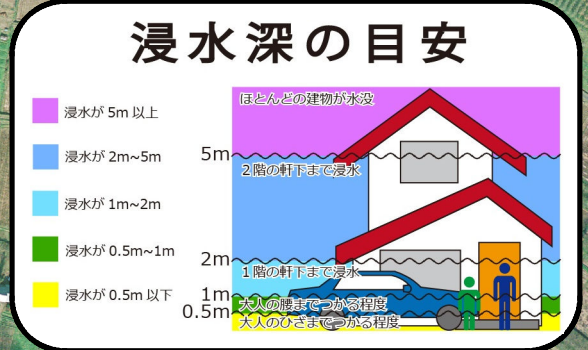 浸水深の目安
浸水が 5m 以上
浸水が 2m~5m
浸水が 1m~2m
浸水が 0.5m~1m
浸水が 0.5m 以下
ほとんどの建物が水没
5m
2階の軒下まで浸水
2m
1階の軒下まで浸水
1m
大人の腰までつかる程度
0.5m
大人のひざまでつかる程度